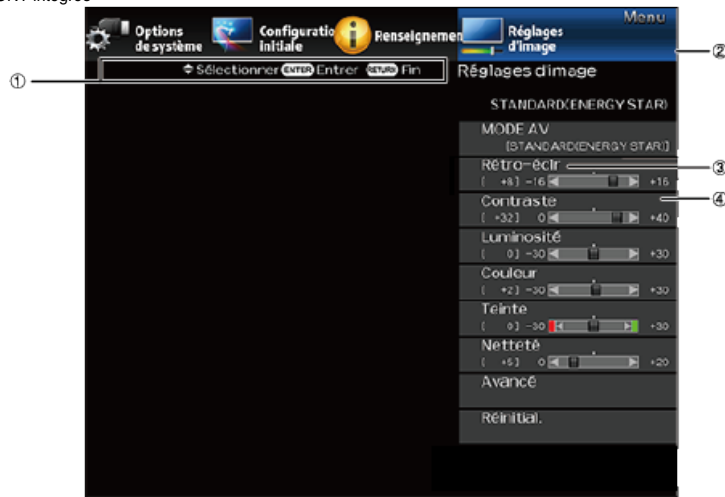 Menu
Options
de système
Configuratio
initiale
Renseignemen
Réglages
d'image
②
①
Sélectionner ENTER Entrer RETURN Fin
Réglages d'image
STANDARD(ENERGY STAR)
MODE AV
[STANDARD(ENERGY STAR)]
Rétro-éclr
③
[ +8] -16 +16
Contraste
④
[ +32] 0 +40
Luminosité
[ 0] -30 +30
Couleur
[ +2] -30 +30
Teinte
[ 0] -30 +30
Netteté
[ +5] 0 +20
Avancé
Réinitial.